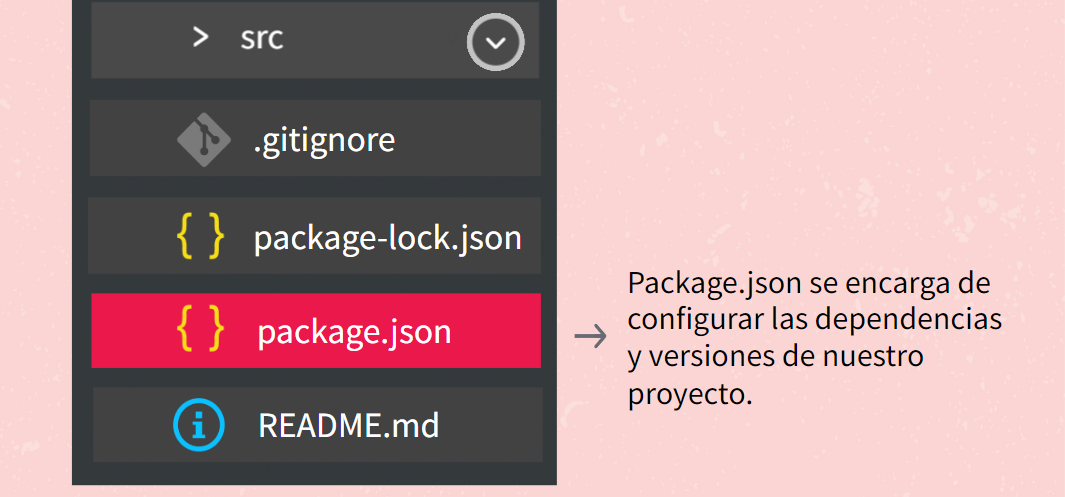 src
.gitignore
package-lock.json
package.json
README.md
Package.json se encarga de
configurar las dependencias
y versiones de nuestro
proyecto.